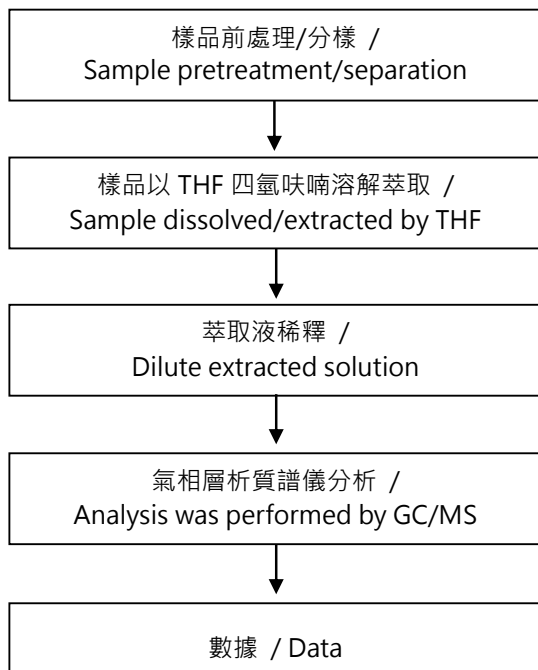 樣品前處理/分樣 /
Sample pretreatment/separation
樣品以 THF 四氫呋喃溶解萃取 /
Sample dissolved/extracted by THF
萃取液稀釋 /
Dilute extracted solution
氣相層析質譜儀分析 /
Analysis was performed by GC/MS
數據 / Data